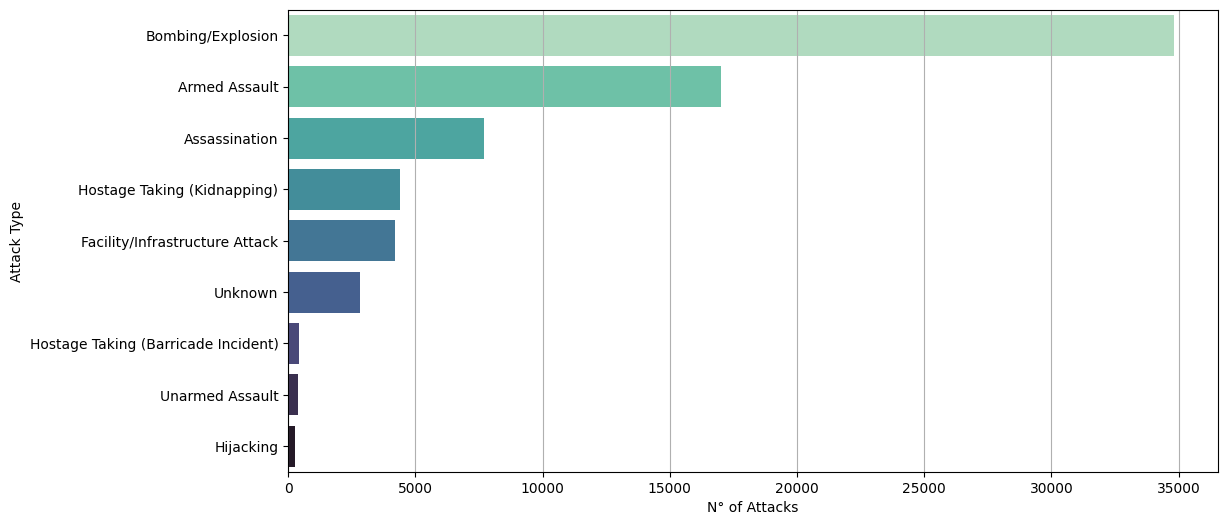 Bombing/Explosion
Armed Assault
Assassination
Hostage Taking (Kidnapping)
Facility/Infrastructure Attack
Unknown
Hostage Taking (Barricade Incident)
Unarmed Assault
Hijacking
Attack Type
0 5000 10000 15000 20000 25000 30000 35000
N° of Attacks